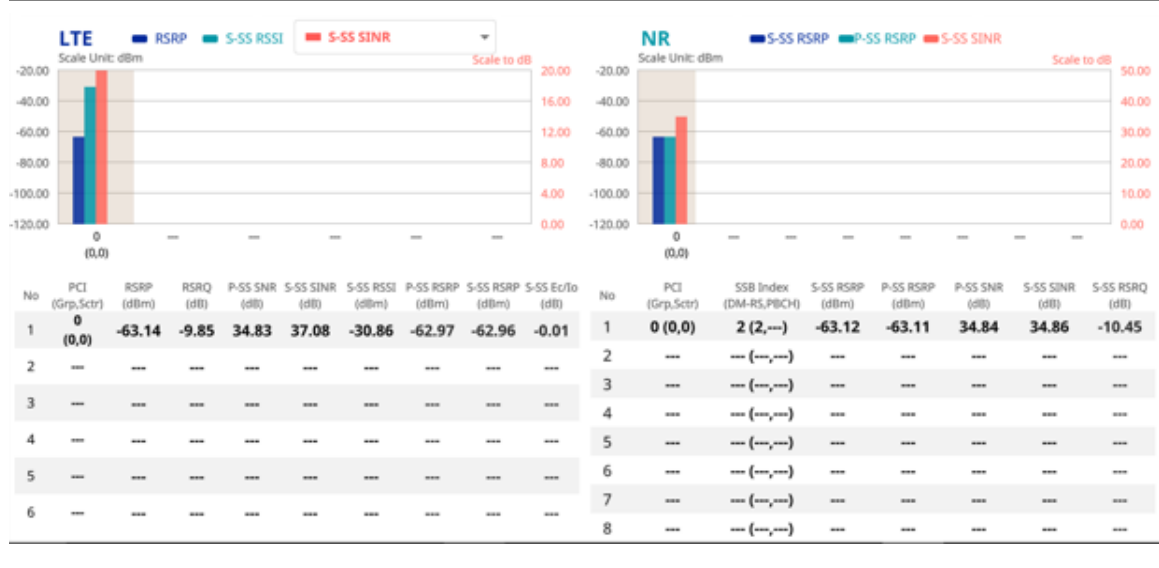 LTE RSRP S-SS RSSI S-SS SINR
Scale Unit: dBm Scale to dB
-20.00 20.00
-40.00 16.00
-60.00 12.00
-80.00 8.00
-100.00 4.00
-120.00 0.00
0 --- --- --- --- ---
(0,0)
No PCI (Grp,Sctr) RSRP (dBm) RSRQ (dB) P-SS SNR (dB) S-SS SINR (dB) S-SS RSSI (dBm) P-SS RSRP (dBm) S-SS RSRP (dBm) S-SS Ec/Io (dB)
1 0 (0,0) -63.14 -9.85 34.83 37.08 -30.86 -62.97 -62.96 -0.01
2 --- --- --- --- --- --- --- --- ---
3 --- --- --- --- --- --- --- --- ---
4 --- --- --- --- --- --- --- --- ---
5 --- --- --- --- --- --- --- --- ---
6 --- --- --- --- --- --- --- --- ---
NR S-SS RSRP P-SS RSRP S-SS SINR
Scale Unit: dBm Scale to dB
-20.00 50.00
-40.00 40.00
-60.00 30.00
-80.00 20.00
-100.00 10.00
-120.00 0.00
0 --- --- --- --- --- --- ---
(0,0)
No PCI (Grp,Sctr) SSB Index (DM-RS,PBCH) S-SS RSRP (dBm) P-SS RSRP (dBm) P-SS SNR (dB) S-SS SINR (dB) S-SS RSRQ (dB)
1 0 (0,0) 2 (2,---) -63.12 -63.11 34.84 34.86 -10.45
2 --- --- (---,---) --- --- --- --- ---
3 --- --- (---,---) --- --- --- --- ---
4 --- --- (---,---) --- --- --- --- ---
5 --- --- (---,---) --- --- --- --- ---
6 --- --- (---,---) --- --- --- --- ---
7 --- --- (---,---) --- --- --- --- ---
8 --- --- (---,---) --- --- --- --- ---